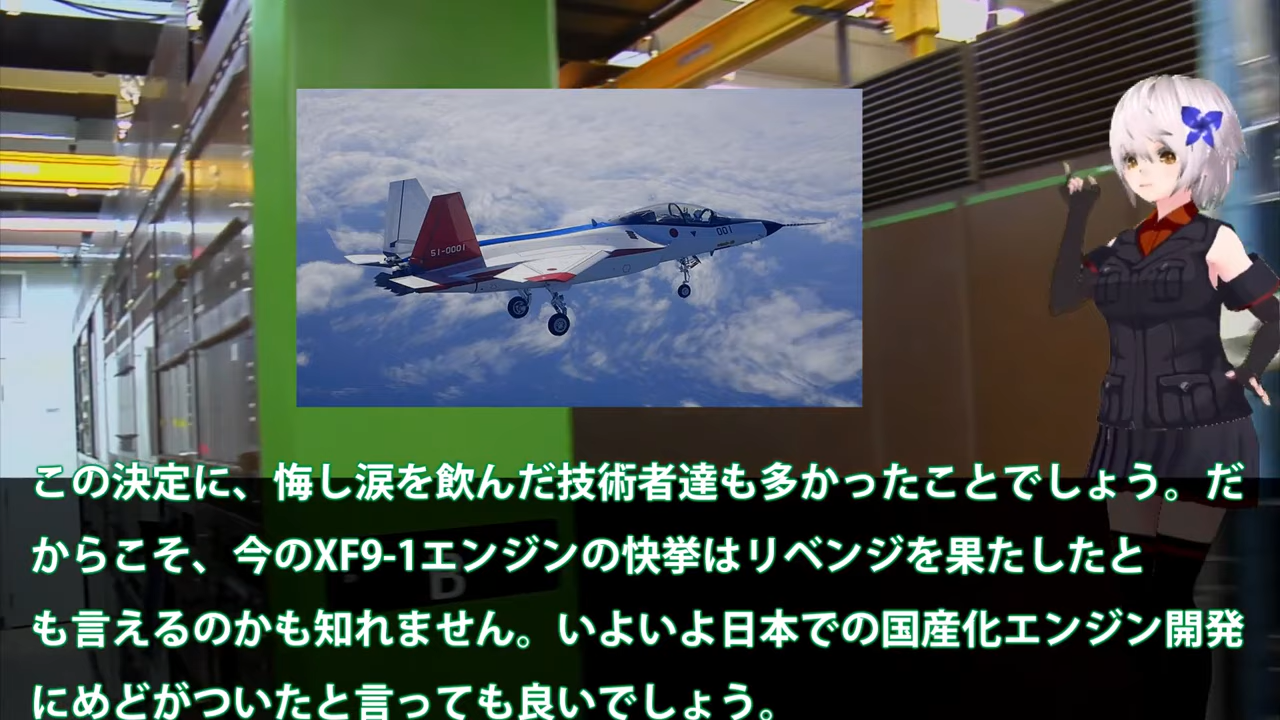 001
51-0001
この決定に、悔し涙を飲んだ技術者達も多かったことでしょう。だ
からこそ、今のXF9-1エンジンの快挙はリベンジを果たしたと
も言えるのかも知れません。いよいよ日本での国産化エンジン開発
にめどがついたと言っても良いでしょう。
B